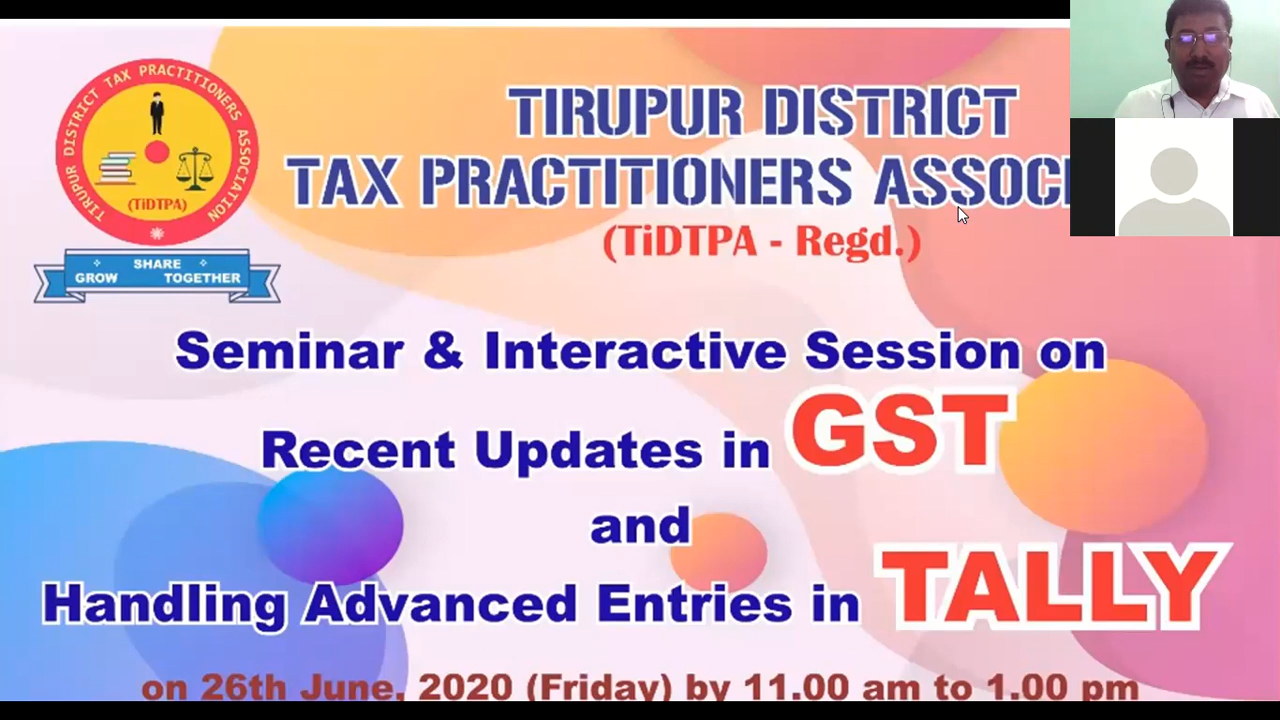 TIRUPUR DISTRICT TAX PRACTITIONERS ASSOCIATION
(TiDTPA)
SHARE
GROW TOGETHER
TIRUPUR DISTRICT
TAX PRACTITIONERS ASSOCI
(TiDTPA - Regd.)
Seminar & Interactive Session on
Recent Updates in GST
and
Handling Advanced Entries in TALLY
on 26th June, 2020 (Friday) by 11.00 am to 1.00 pm